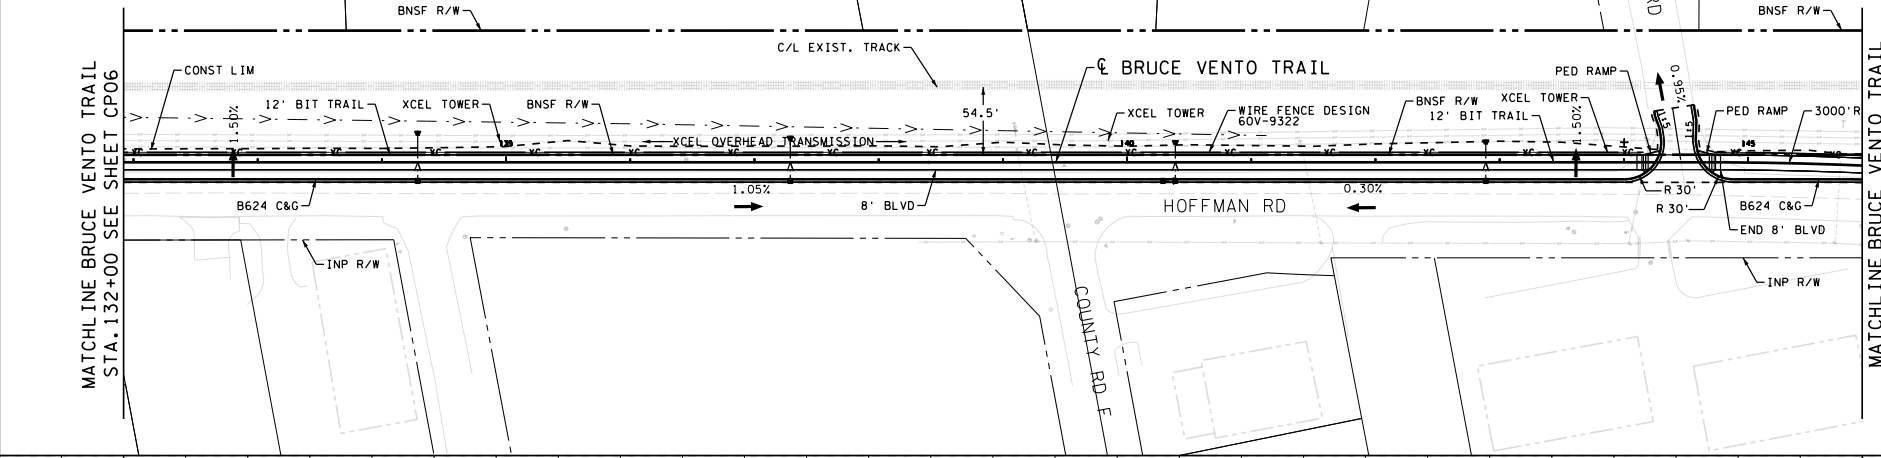 BNSF R/W
BNSF R/W
RD
C/L EXIST. TRACK
℄ BRUCE VENTO TRAIL
CONST LIM
PED RAMP
0.95%
12' BIT TRAIL
XCEL TOWER
BNSF R/W
54.5'
XCEL TOWER
WIRE FENCE DESIGN
60V-9322
BNSF R/W
12' BIT TRAIL
XCEL TOWER
PED RAMP
3000'R
1.50%
1.50%
XCEL OVERHEAD TRANSMISSION
140
145
B624 C&G
1.05%
8' BLVD
0.30%
HOFFMAN RD
R 30'
R 30'
B624 C&G
END 8' BLVD
INP R/W
INP R/W
COUNTY RD F
MATCHLINE BRUCE VENTO TRAIL
STA.132+00 SEE SHEET CP06
MATCHLINE BRUCE VENTO TRAIL